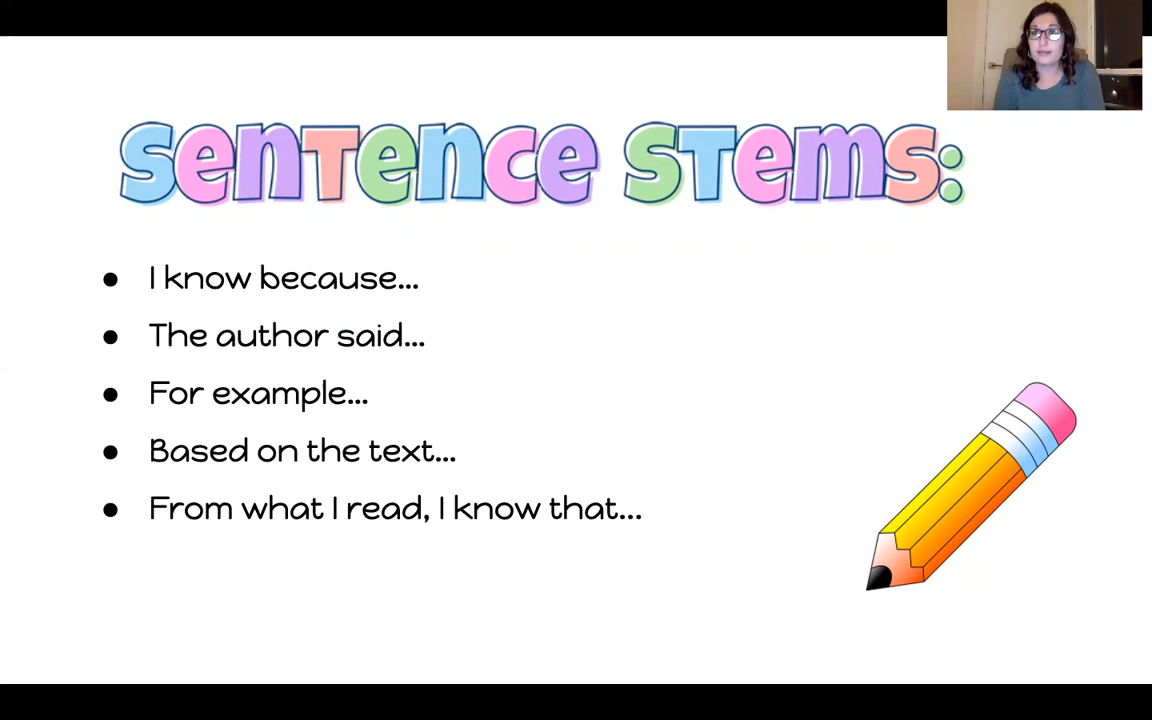 Sentence Stems:
● I know because...
● The author said...
● For example...
● Based on the text...
● From what I read, I know that...